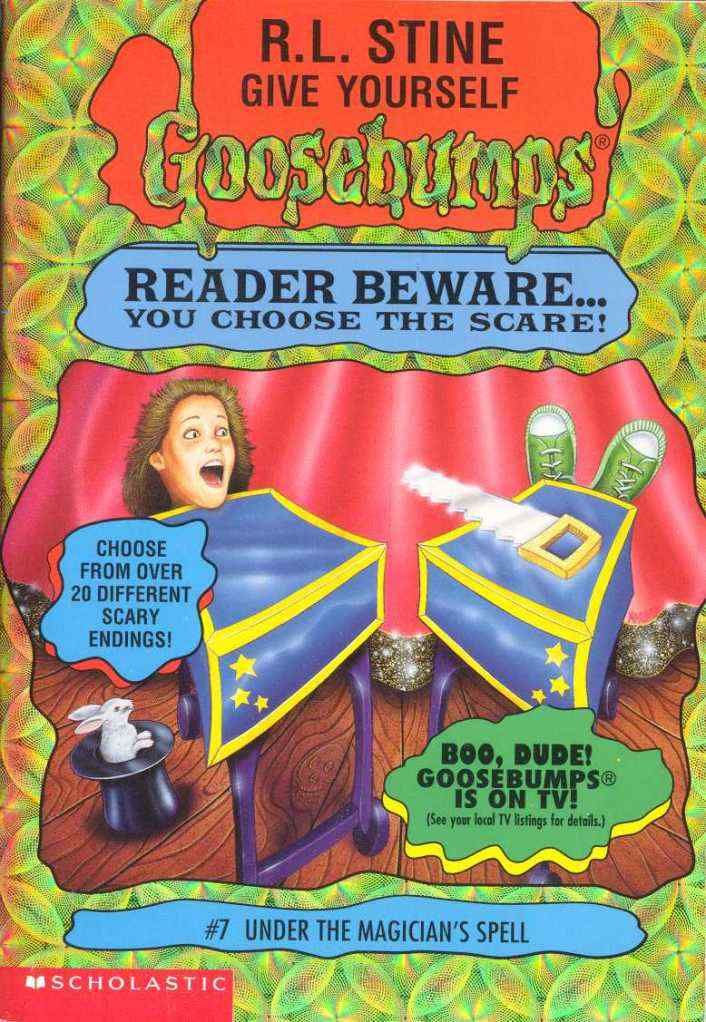 R.L. STINE
GIVE YOURSELF
Goosebumps®
READER BEWARE...
YOU CHOOSE THE SCARE!
CHOOSE
FROM OVER
20 DIFFERENT
SCARY
ENDINGS!
BOO, DUDE!
GOOSEBUMPS®
IS ON TV!
(See your local TV listings for details.)
#7 UNDER THE MAGICIAN'S SPELL
SCHOLASTIC